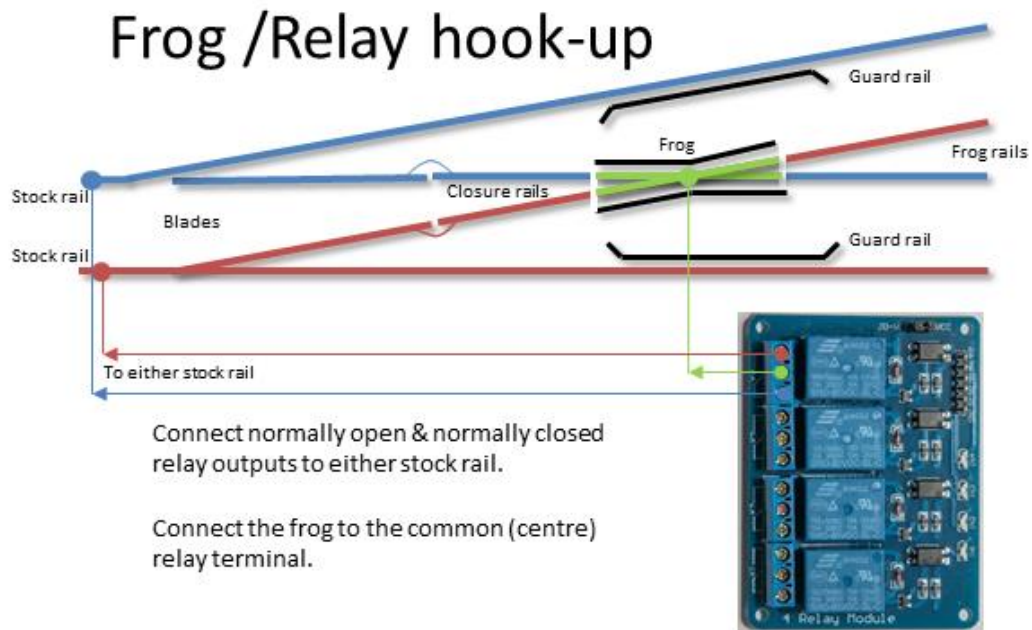 Frog /Relay hook-up
Guard rail
Frog
Frog rails
Stock rail
Closure rails
Blades
Stock rail
Guard rail
To either stock rail
Connect normally open & normally closed
relay outputs to either stock rail.
Connect the frog to the common (centre)
relay terminal.
4 Relay Module